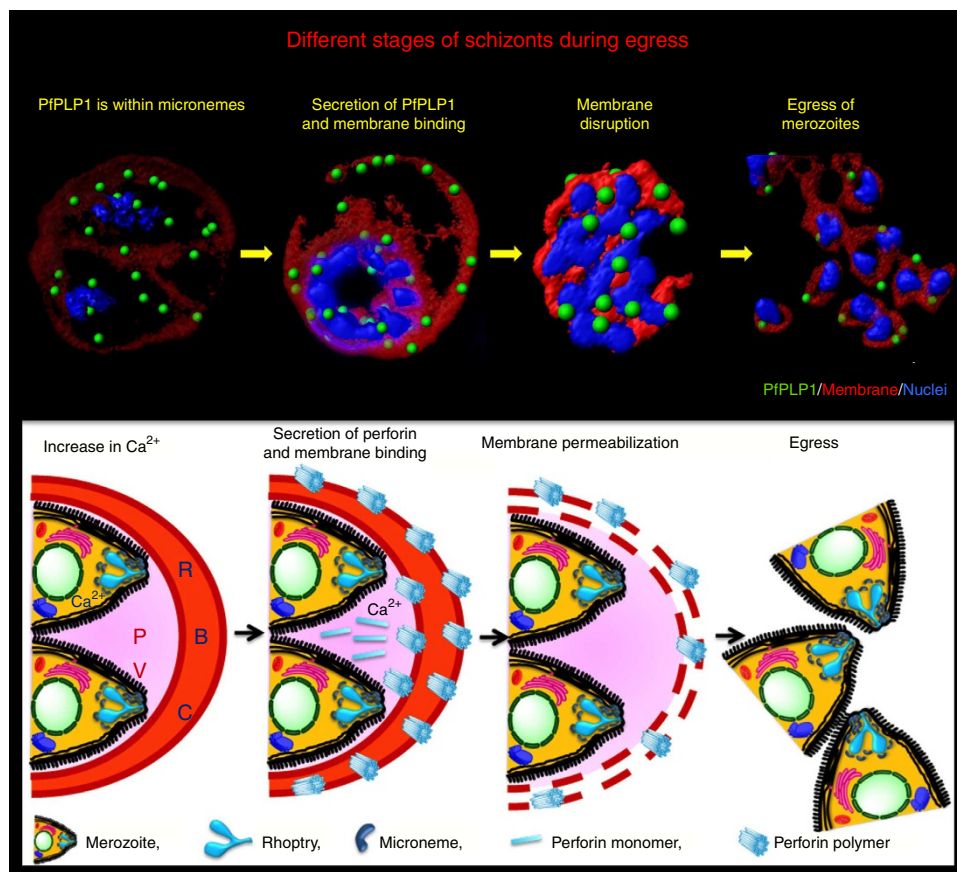 Different stages of schizonts during egress
PfPLP1 is within micronemes
Secretion of PfPLP1
and membrane binding
Membrane
disruption
Egress of
merozoites
PfPLP1/Membrane/Nuclei
Increase in Ca2+
Secretion of perforin
and membrane binding
Membrane permeabilization
Egress
R
Ca2+
P
B
V
C
Ca2+
Merozoite,
Rhoptry,
Microneme,
Perforin monomer,
Perforin polymer